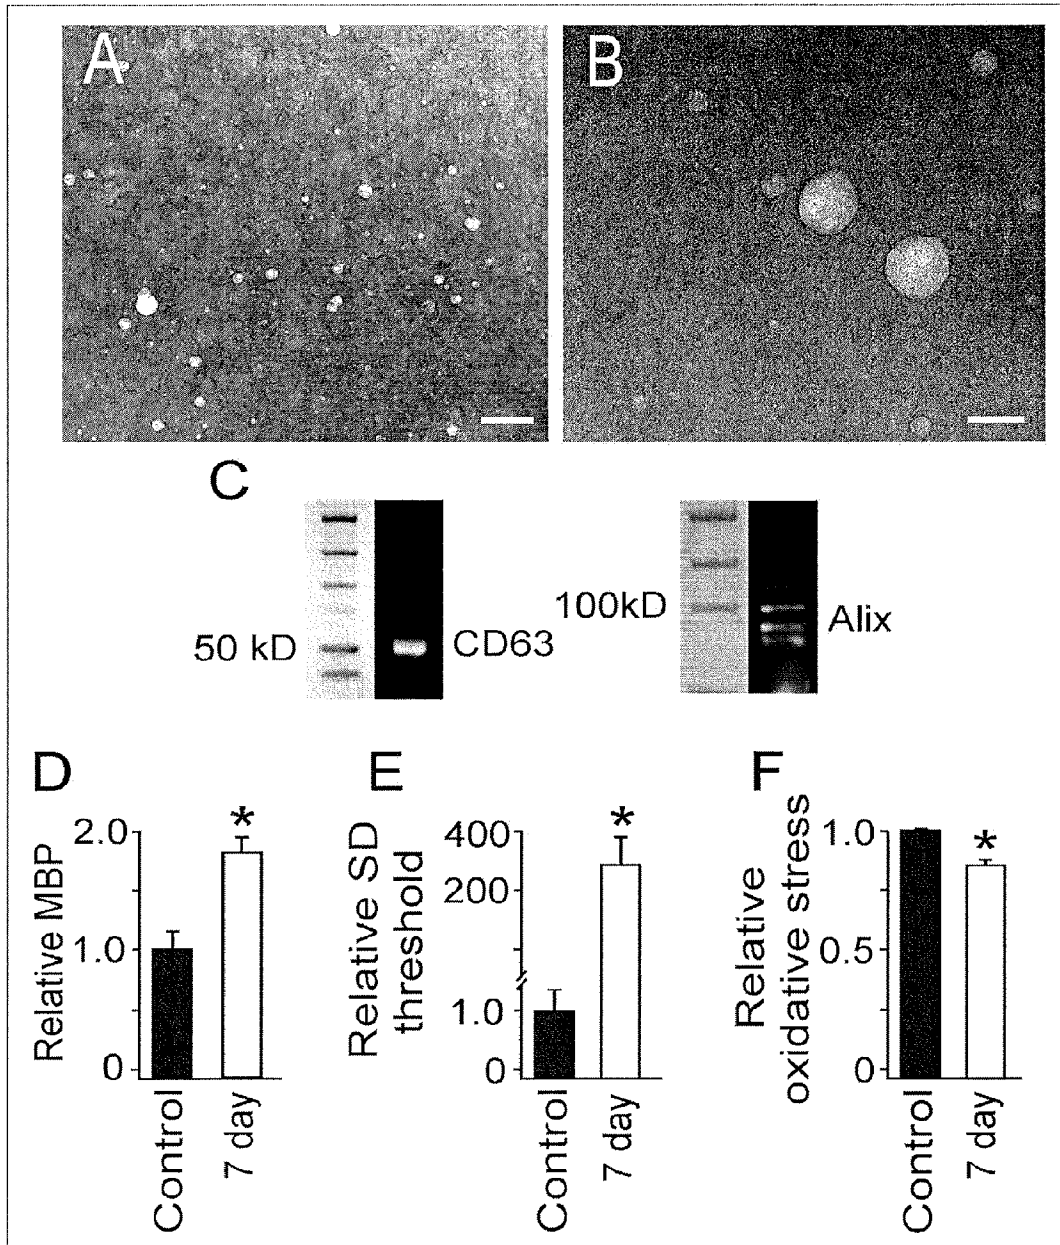 A
B
C
50 kD
CD63
100kD
Alix
D
Relative MBP
2.0
1.0
0
*
Control
7 day
E
Relative SD
threshold
400
200
1.0
0
*
Control
7 day
F
Relative
oxidative stress
1.0
0.5
0
*
Control
7 day